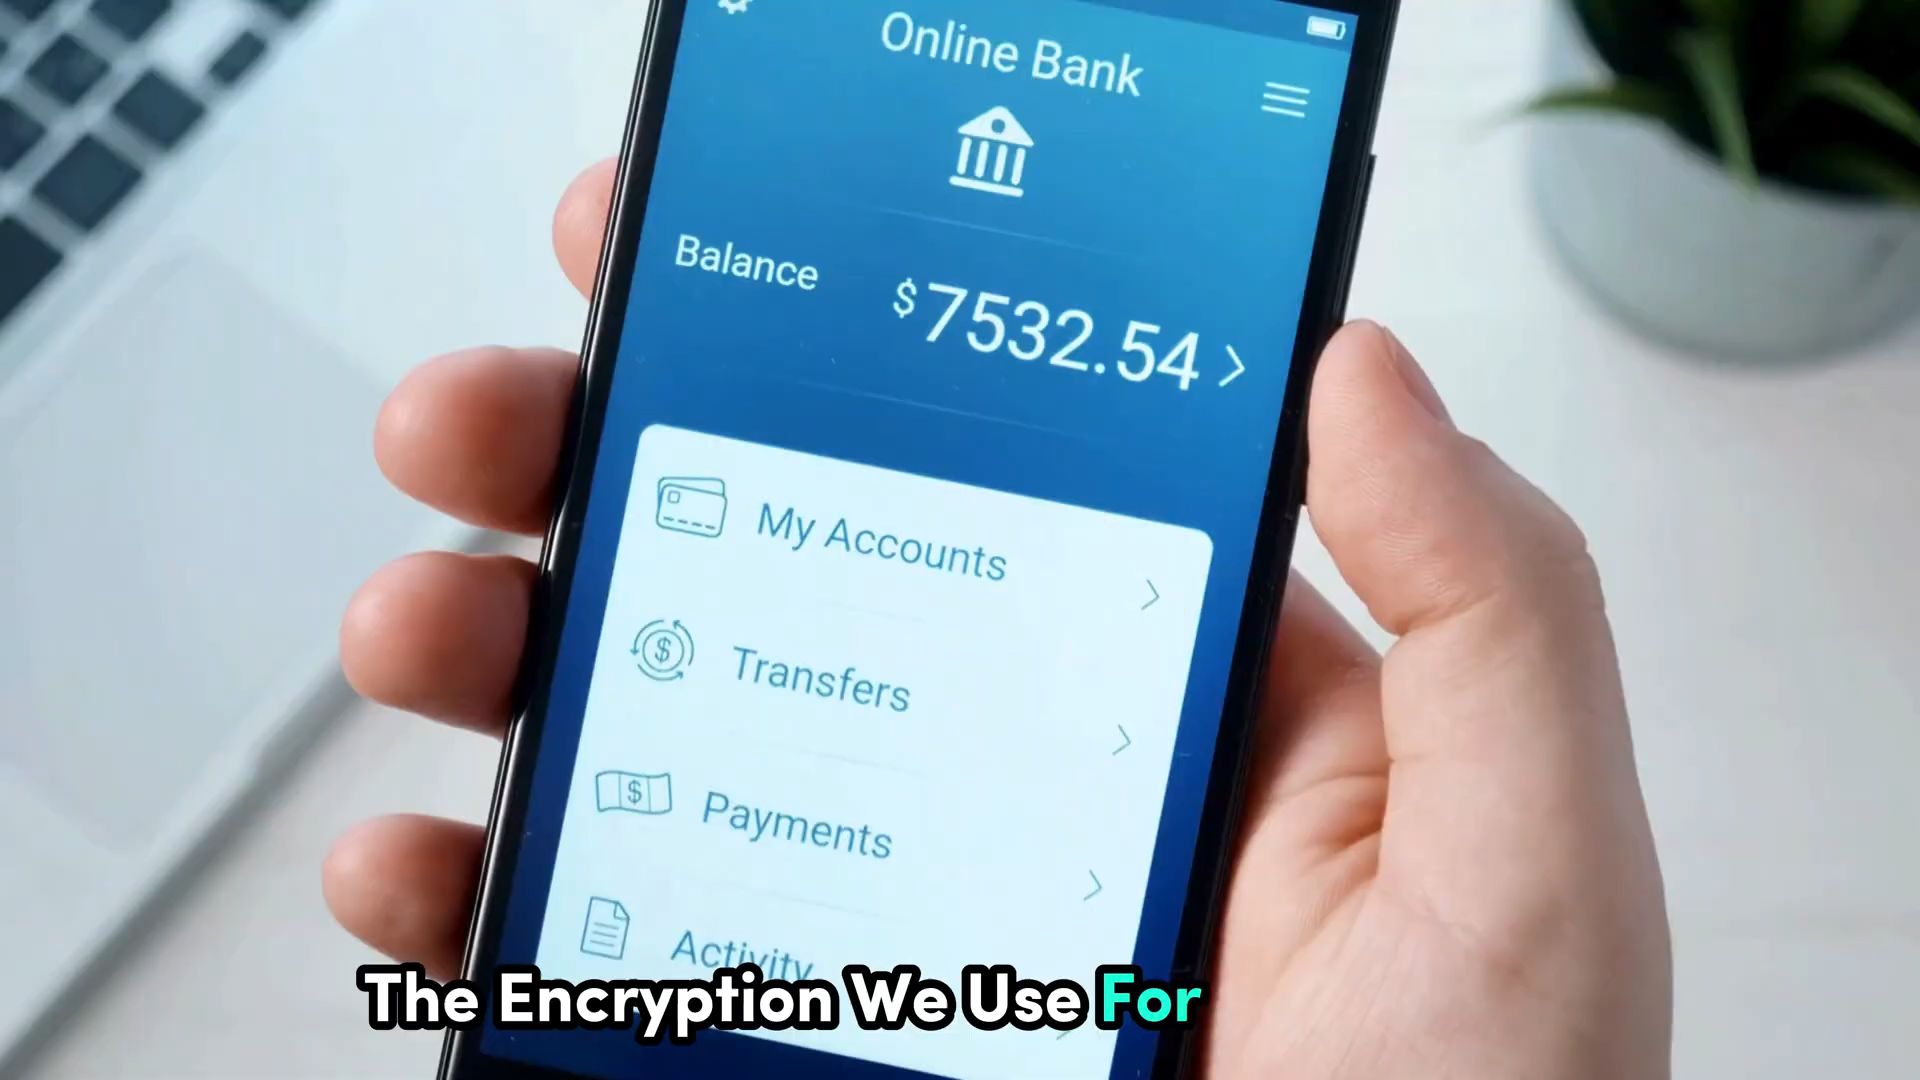 Online Bank
Balance
$7532.54
My Accounts
Transfers
Payments
Activity
The Encryption We Use For